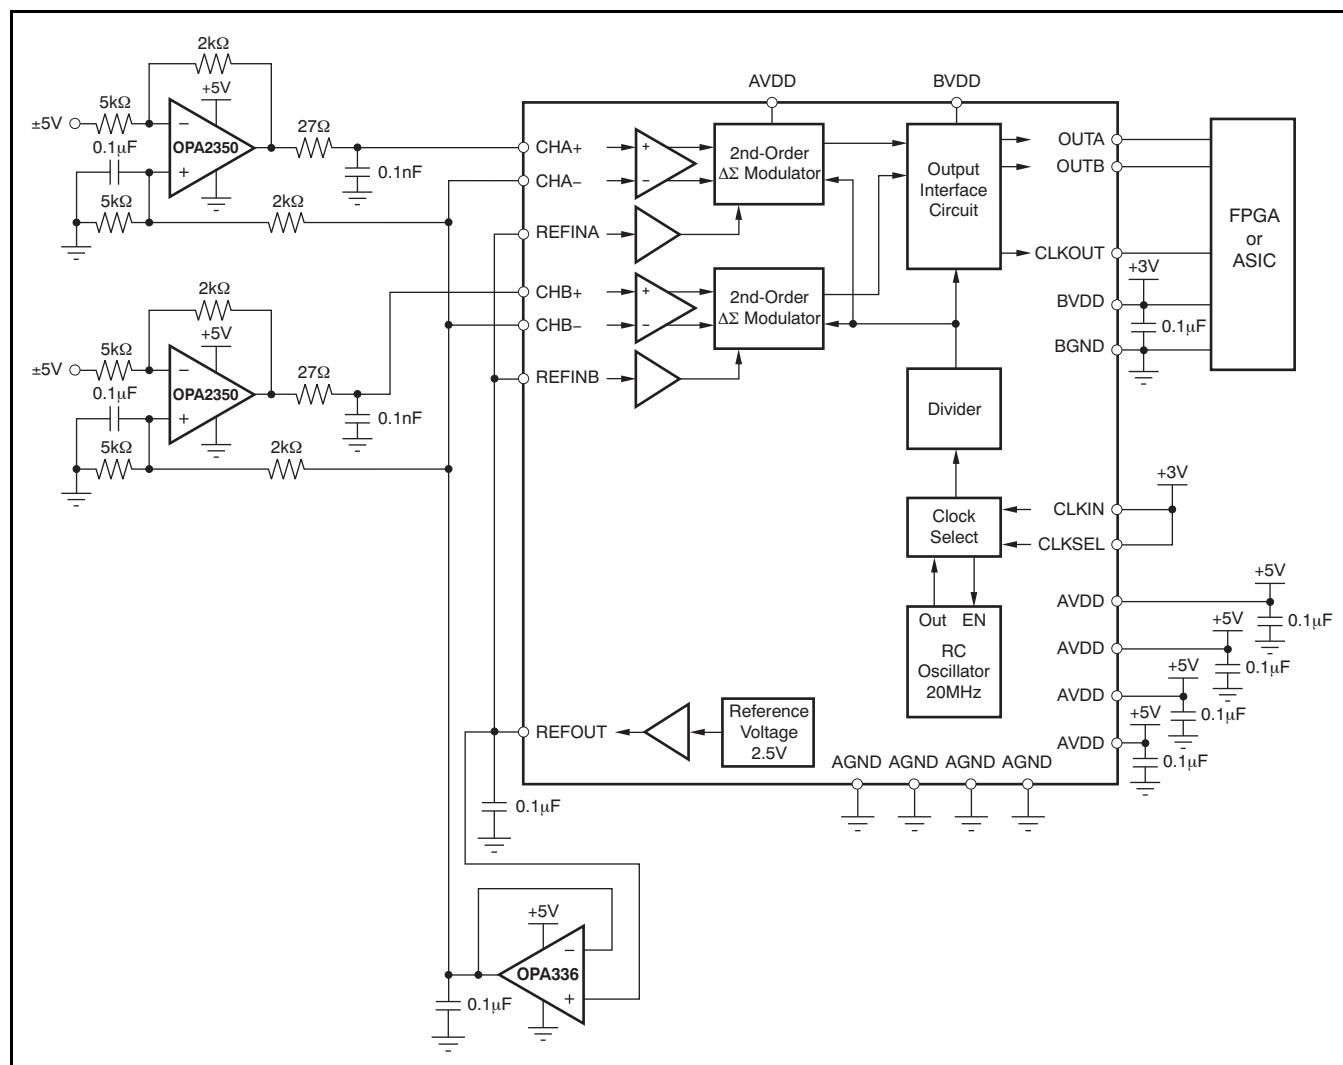 2kΩ
+5V
5kΩ
±5V
−
OPA2350
+
0.1µF
5kΩ
2kΩ
27Ω
0.1nF
2kΩ
+5V
5kΩ
±5V
−
OPA2350
+
0.1µF
5kΩ
2kΩ
27Ω
0.1nF
AVDD
BVDD
CHA+
CHA−
REFINA
CHB+
CHB−
REFINB
+
−
+
−
2nd-Order
ΔΣ Modulator
2nd-Order
ΔΣ Modulator
Output
Interface
Circuit
OUTA
OUTB
CLKOUT
+3V
BVDD
0.1µF
BGND
FPGA
or
ASIC
Divider
Clock
Select
CLKIN
CLKSEL
+3V
Out EN
RC
Oscillator
20MHz
AVDD
+5V
0.1µF
AVDD
+5V
0.1µF
AVDD
+5V
0.1µF
AVDD
+5V
0.1µF
REFOUT
Reference
Voltage
2.5V
AGND AGND AGND AGND
0.1µF
+5V
−
OPA336
+
0.1µF